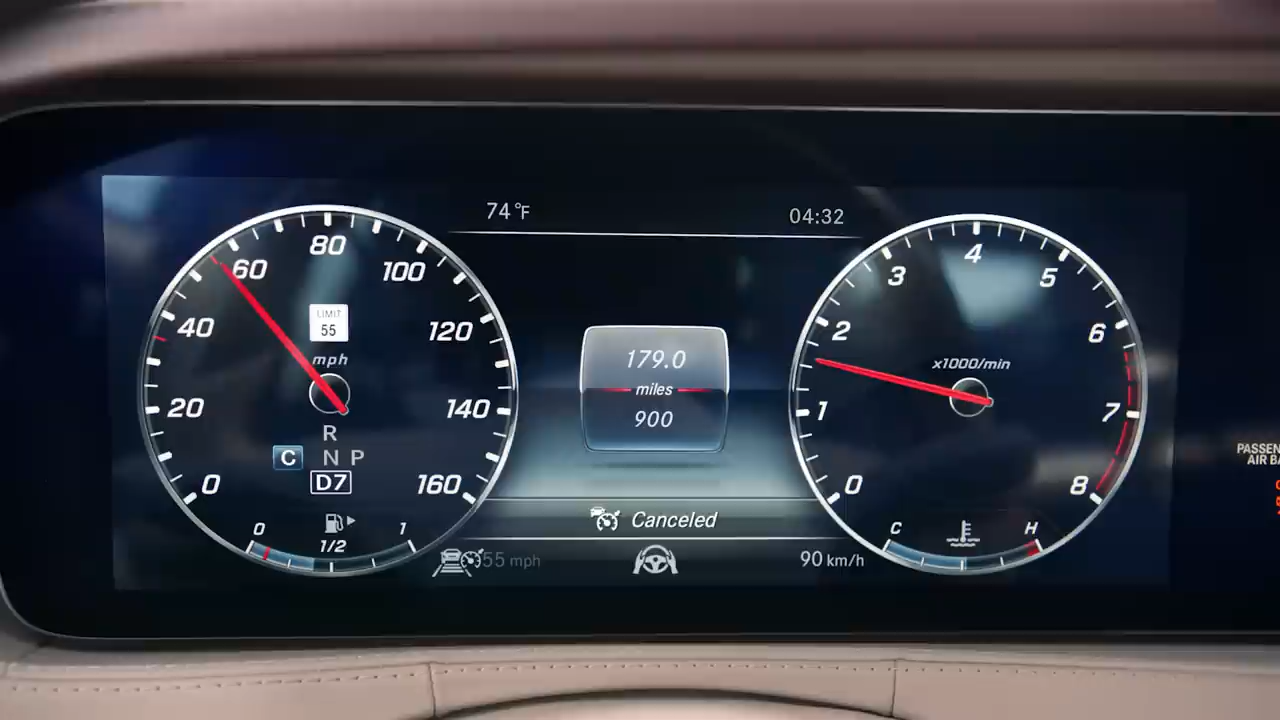 74°F
04:32
0
20
40
60
80
100
120
140
160
LIMIT
55
mph
R
C N P
D7
0 1/2 1
179.0
miles
900
Canceled
55 mph
90 km/h
0
1
2
3
4
5
6
7
8
x1000/min
C H
PASSEN
AIR BA